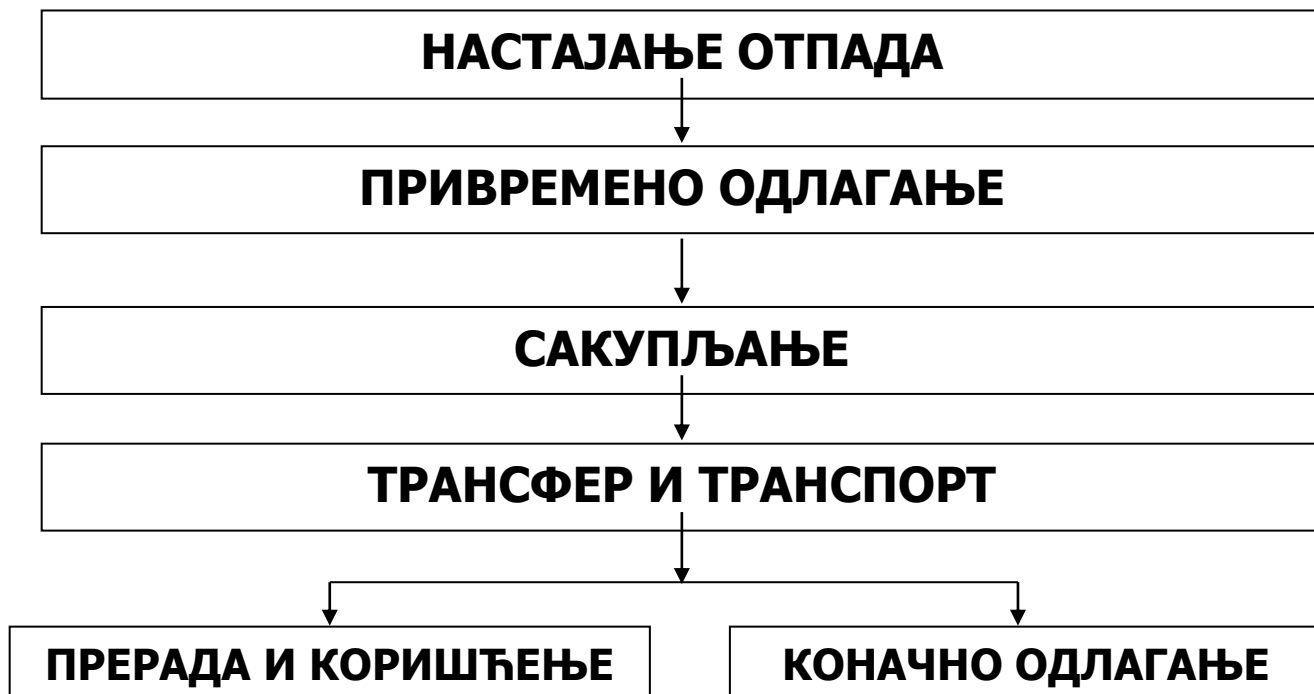 НАСТАЈАЊЕ ОТПАДА
ПРИВРЕМЕНО ОДЛАГАЊЕ
САКУПЉАЊЕ
ТРАНСФЕР И ТРАНСПОРТ
ПРЕРАДА И КОРИШЋЕЊЕ
КОНАЧНО ОДЛАГАЊЕ